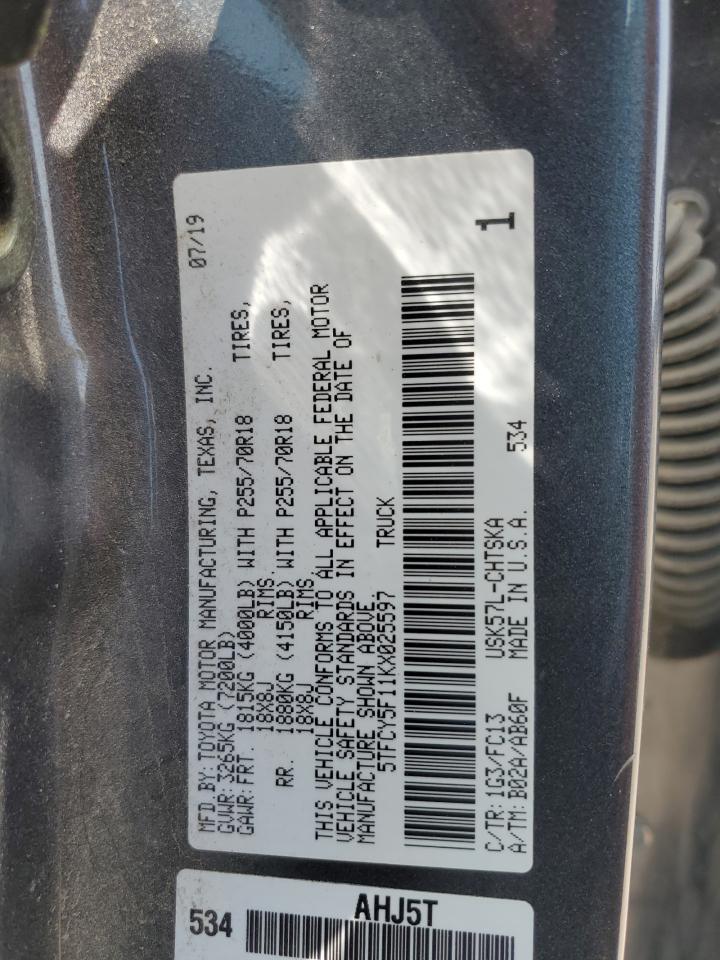 MFD.BY:TOYOTA MOTOR MANUFACTURING, TEXAS, INC. 07/19
GVWR:3265KG (7200LB)
GAWR:FRT. 1815KG (4000LB) WITH P255/70R18 TIRES,
18X8J RIMS
RR. 1880KG (4150LB) WITH P255/70R18 TIRES,
18X8J RIMS
THIS VEHICLE CONFORMS TO ALL APPLICABLE FEDERAL MOTOR
VEHICLE SAFETY STANDARDS IN EFFECT ON THE DATE OF
MANUFACTURE SHOWN ABOVE.
5TFCY5F11KX025597 TRUCK
1
C/TR:1G3/FC13 USK57L-CHTSKA
A/TM:B02A/AB60F MADE IN U.S.A. 534
AHJ5T
534